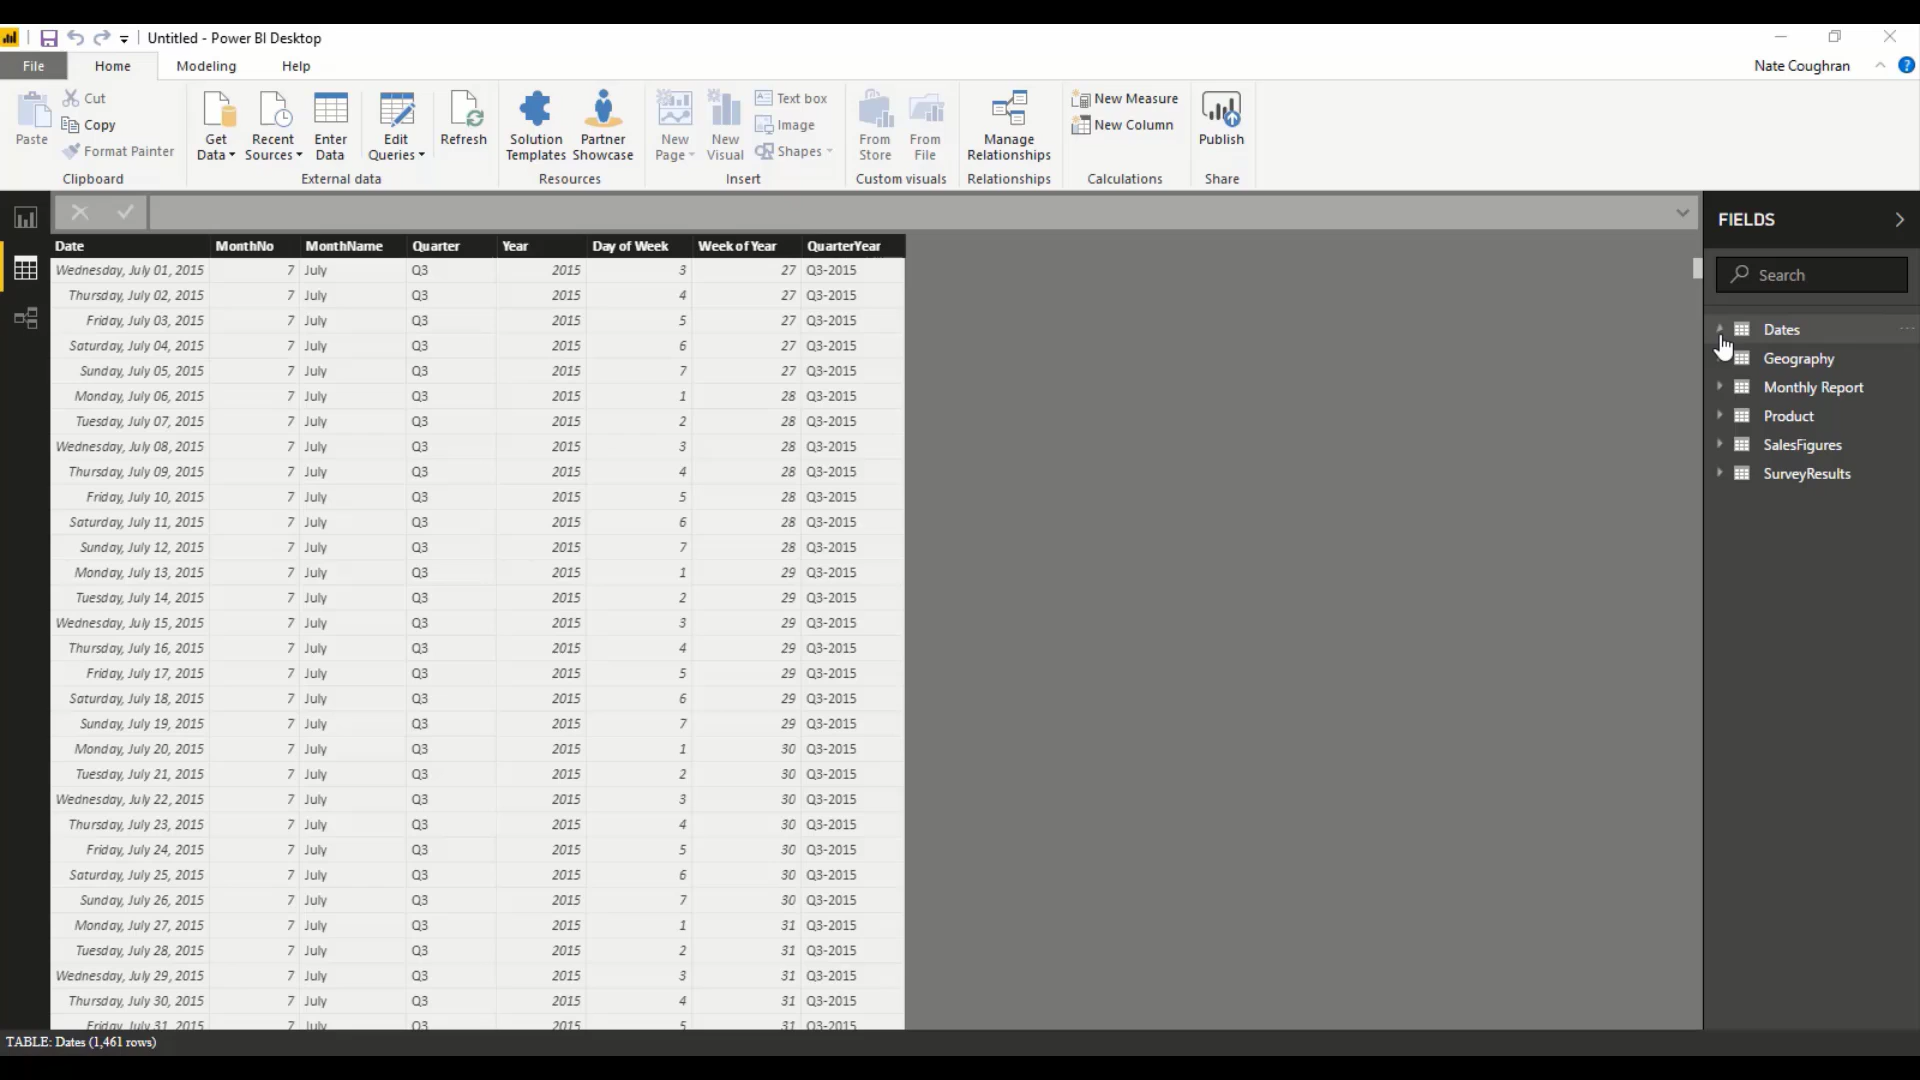 Untitled - Power BI Desktop
File Home Modeling Help Nate Coughran ?
Paste Cut Copy Format Painter
Get Data Recent Sources Enter Data Edit Queries Refresh
Solution Templates Partner Showcase
New Page New Visual Text box Image Shapes
From Store From File
Manage Relationships
New Measure New Column
Publish
Clipboard External data Resources Insert Custom visuals Relationships Calculations Share
FIELDS
Search
Dates
Geography
Monthly Report
Product
SalesFigures
SurveyResults
Date MonthNo MonthName Quarter Year Day of Week Week of Year QuarterYear
Wednesday, July 01, 2015 7 July Q3 2015 3 27 Q3-2015
Thursday, July 02, 2015 7 July Q3 2015 4 27 Q3-2015
Friday, July 03, 2015 7 July Q3 2015 5 27 Q3-2015
Saturday, July 04, 2015 7 July Q3 2015 6 27 Q3-2015
Sunday, July 05, 2015 7 July Q3 2015 7 27 Q3-2015
Monday, July 06, 2015 7 July Q3 2015 1 28 Q3-2015
Tuesday, July 07, 2015 7 July Q3 2015 2 28 Q3-2015
Wednesday, July 08, 2015 7 July Q3 2015 3 28 Q3-2015
Thursday, July 09, 2015 7 July Q3 2015 4 28 Q3-2015
Friday, July 10, 2015 7 July Q3 2015 5 28 Q3-2015
Saturday, July 11, 2015 7 July Q3 2015 6 28 Q3-2015
Sunday, July 12, 2015 7 July Q3 2015 7 28 Q3-2015
Monday, July 13, 2015 7 July Q3 2015 1 29 Q3-2015
Tuesday, July 14, 2015 7 July Q3 2015 2 29 Q3-2015
Wednesday, July 15, 2015 7 July Q3 2015 3 29 Q3-2015
Thursday, July 16, 2015 7 July Q3 2015 4 29 Q3-2015
Friday, July 17, 2015 7 July Q3 2015 5 29 Q3-2015
Saturday, July 18, 2015 7 July Q3 2015 6 29 Q3-2015
Sunday, July 19, 2015 7 July Q3 2015 7 29 Q3-2015
Monday, July 20, 2015 7 July Q3 2015 1 30 Q3-2015
Tuesday, July 21, 2015 7 July Q3 2015 2 30 Q3-2015
Wednesday, July 22, 2015 7 July Q3 2015 3 30 Q3-2015
Thursday, July 23, 2015 7 July Q3 2015 4 30 Q3-2015
Friday, July 24, 2015 7 July Q3 2015 5 30 Q3-2015
Saturday, July 25, 2015 7 July Q3 2015 6 30 Q3-2015
Sunday, July 26, 2015 7 July Q3 2015 7 30 Q3-2015
Monday, July 27, 2015 7 July Q3 2015 1 31 Q3-2015
Tuesday, July 28, 2015 7 July Q3 2015 2 31 Q3-2015
Wednesday, July 29, 2015 7 July Q3 2015 3 31 Q3-2015
Thursday, July 30, 2015 7 July Q3 2015 4 31 Q3-2015
Friday, July 31, 2015 7 July Q3 2015 5 31 Q3-2015
TABLE: Dates (1,461 rows)